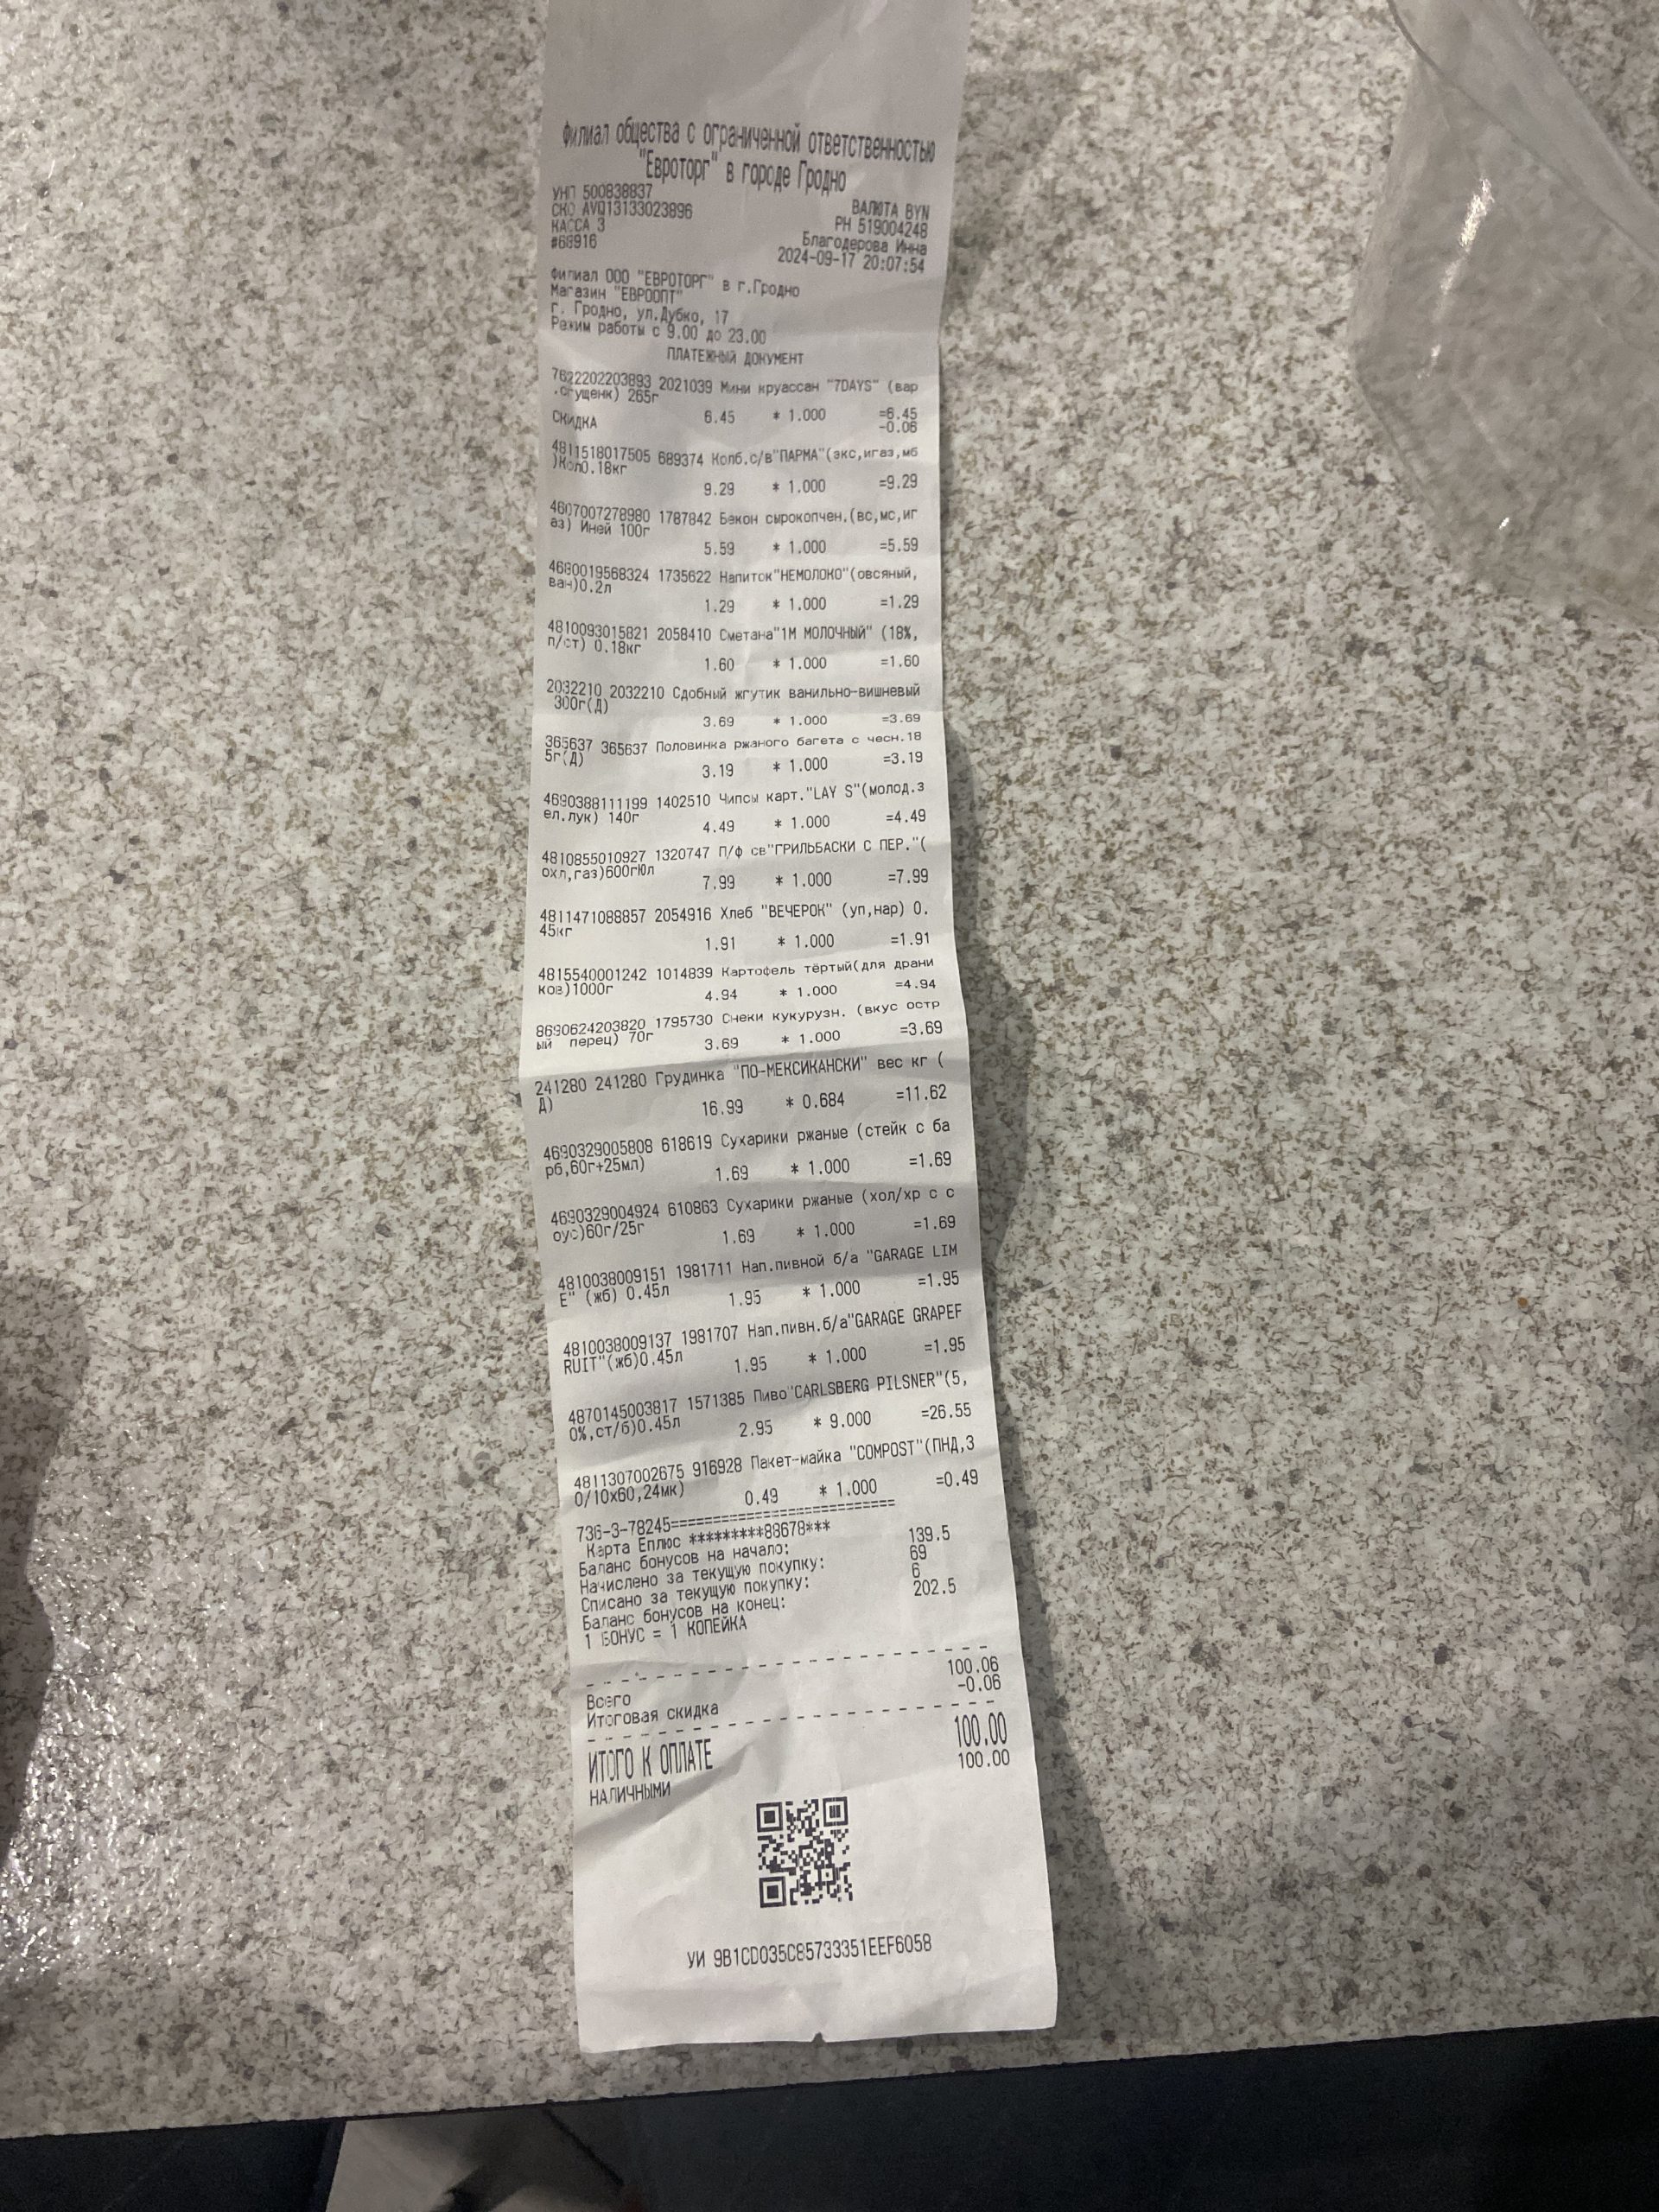 Филиал общества с ограниченной ответственностью
"Евроторг" в городе Гродно
УНП 500838837 ВАЛЮТА BYN
СКО AVQ13133023896 РН 519004248
КАССА 3 Благодерова Инна
#68916 2024-09-17 20:07:54
Филиал ООО "ЕВРОТОРГ" в г.Гродно
Магазин "ЕВРООПТ"
г. Гродно, ул.Дубко, 17
Режим работы с 9.00 до 23.00
ПЛАТЕЖНЫЙ ДОКУМЕНТ
7622202203893 2021039 Мини круассан "7DAYS" (вар
.сгущенк) 265г
6.45 * 1.000 =6.45
СКИДКА -0.06
4811518017505 689374 Колб.с/в"ПАРМА"(экс,игаз,мб
)Кол0.18кг
9.29 * 1.000 =9.29
4607007278980 1787842 Бекон сырокопчен.(вс,мс,иг
аз) Иней 100г
5.59 * 1.000 =5.59
4680019568324 1735622 Напиток"НЕМОЛОКО"(овсяный,
ван)0.2л
1.29 * 1.000 =1.29
4810093015821 2058410 Сметана"1М МОЛОЧНЫЙ" (18%,
п/ст) 0.18кг
1.60 * 1.000 =1.60
2032210 2032210 Сдобный жгутик ванильно-вишневый
300г(Д)
3.69 * 1.000 =3.69
365637 365637 Половинка ржаного багета с чесн.18
5г(Д)
3.19 * 1.000 =3.19
4690388111199 1402510 Чипсы карт."LAY S"(молод.з
ел.лук) 140г
4.49 * 1.000 =4.49
4810855010927 1320747 П/ф св"ГРИЛЬБАСКИ С ПЕР."(
охл,газ)600гЮл
7.99 * 1.000 =7.99
4811471088857 2054916 Хлеб "ВЕЧЕРОК" (уп,нар) 0.
45кг
1.91 * 1.000 =1.91
4815540001242 1014839 Картофель тёртый(для драни
ков)1000г
4.94 * 1.000 =4.94
8690624203820 1795730 Снеки кукурузн. (вкус остр
ый перец) 70г
3.69 * 1.000 =3.69
241280 241280 Грудинка "ПО-МЕКСИКАНСКИ" вес кг (
Д)
16.99 * 0.684 =11.62
4690329005808 618619 Сухарики ржаные (стейк с ба
рб,60г+25мл)
1.69 * 1.000 =1.69
4690329004924 610863 Сухарики ржаные (хол/хр с с
оус)60г/25г
1.69 * 1.000 =1.69
4810038009151 1981711 Нап.пивной б/а "GARAGE LIM
E" (жб) 0.45л
1.95 * 1.000 =1.95
4810038009137 1981707 Нап.пивн.б/а"GARAGE GRAPEF
RUIT"(жб)0.45л
1.95 * 1.000 =1.95
4870145003817 1571385 Пиво"CARLSBERG PILSNER"(5,
0%,ст/б)0.45л
2.95 * 9.000 =26.55
4811307002675 916928 Пакет-майка "COMPOST"(ПНД,3
0/10х60,24мк)
0.49 * 1.000 =0.49
736-3-78245==========================
Карта Еплюс *********88678***
Баланс бонусов на начало: 139.5
Начислено за текущую покупку: 69
Списано за текущую покупку: 6
Баланс бонусов на конец: 202.5
1 БОНУС = 1 КОПЕЙКА
Всего 100.06
Итоговая скидка -0.06
ИТОГО К ОПЛАТЕ 100.00
НАЛИЧНЫМИ 100.00
УИ 9B1CD035C85733351EEF6058